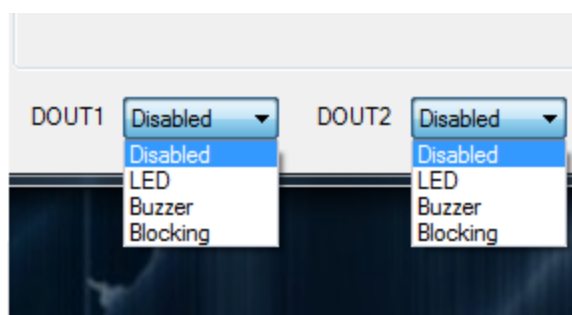 DOUT1 Disabled DOUT2 Disabled
Disabled Disabled
LED LED
Buzzer Buzzer
Blocking Blocking